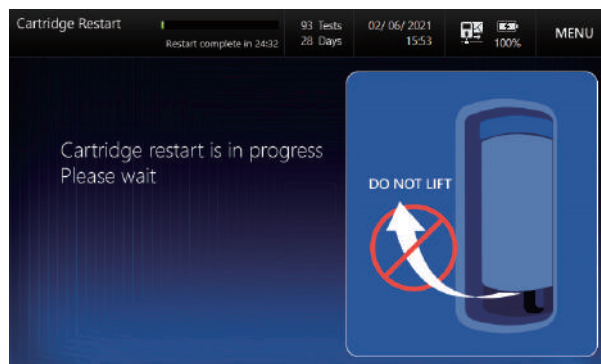 Cartridge Restart
Restart complete in 24:32
93 Tests
28 Days
02/ 06/ 2021
15:53
100%
MENU
Cartridge restart is in progress
Please wait
DO NOT LIFT